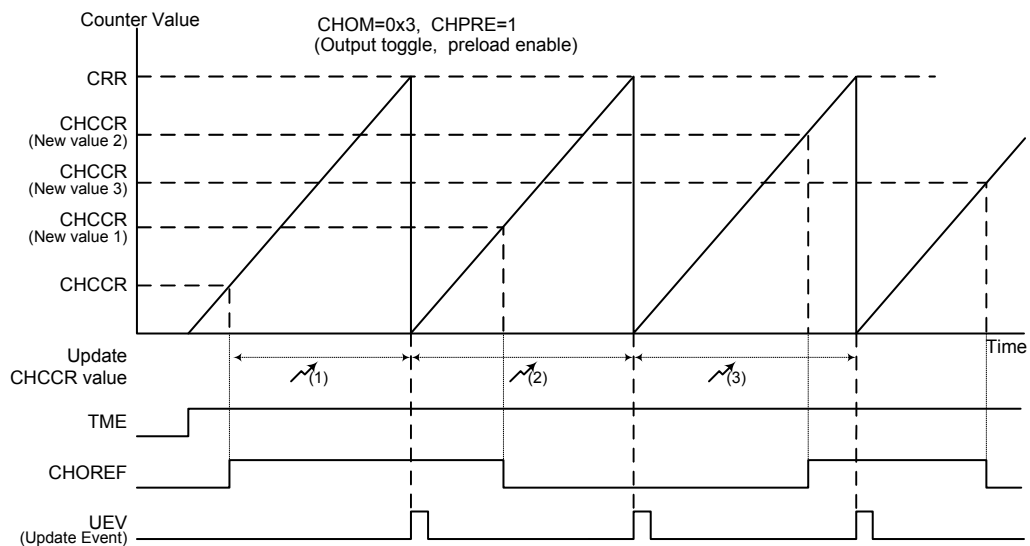 Counter Value
CHOM=0x3, CHPRE=1
(Output toggle, preload enable)
CRR
CHCCR
(New value 2)
CHCCR
(New value 3)
CHCCR
(New value 1)
CHCCR
Time
Update
CHCCR value
(1)
(2)
(3)
TME
CHOREF
UEV
(Update Event)